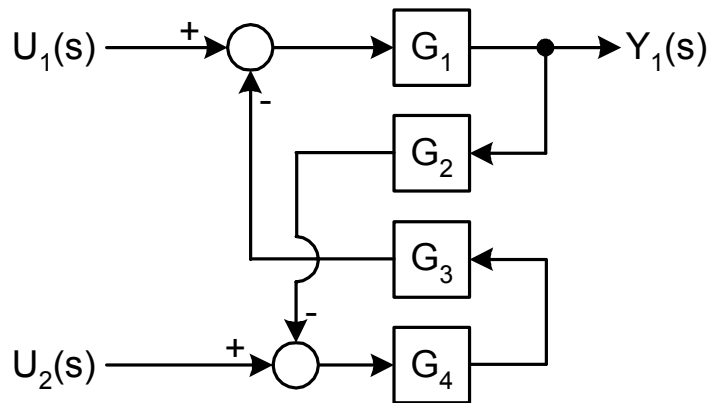 U₁(s) + G₁ Y₁(s)
-
G₂
G₃
-
U₂(s) + G₄